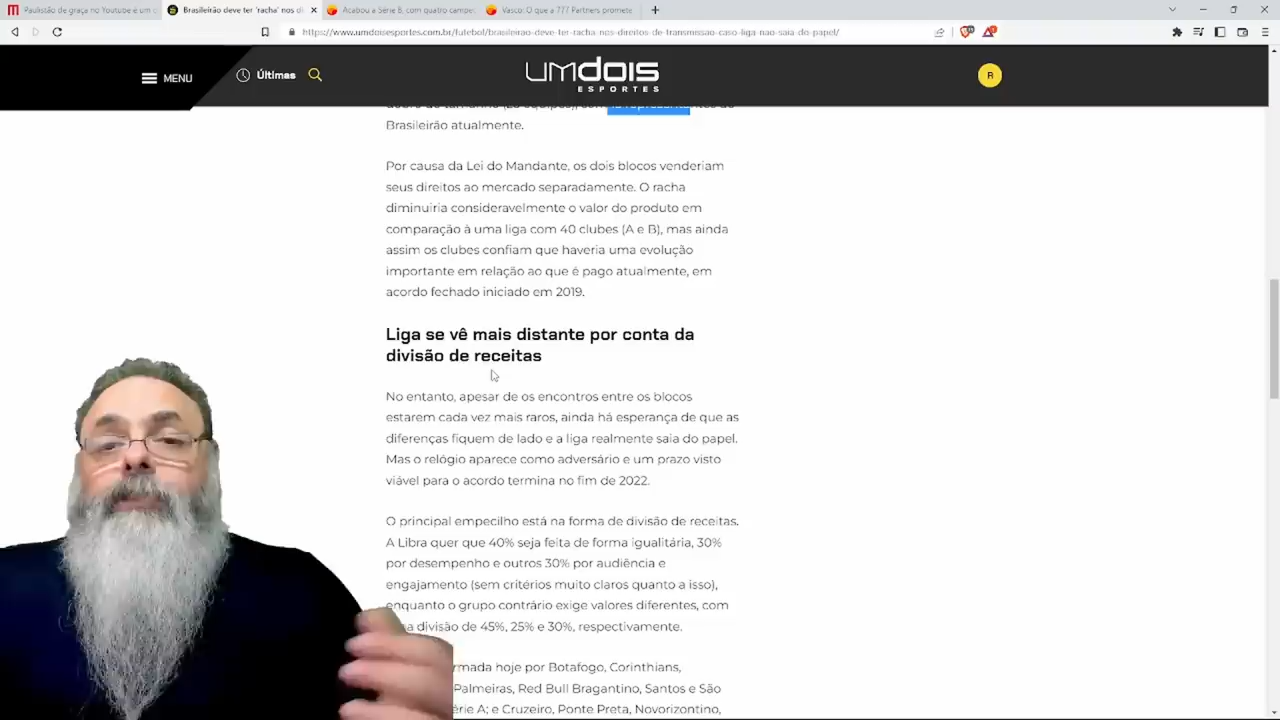 Paulistão de graça no Youtube é um g
Brasileirão deve ter 'racha' nos di
Acabou a Série B, com quatro campeõ
Vasco: O que a 777 Partners promete
https://www.umdoisesportes.com.br/futebol/brasileirao-deve-ter-racha-nos-direitos-de-transmissao-caso-liga-nao-saia-do-papel/
MENU
Últimas
UMDOIS
ESPORTES
R
Brasileirão atualmente.
Por causa da Lei do Mandante, os dois blocos venderiam
seus direitos ao mercado separadamente. O racha
diminuiria consideravelmente o valor do produto em
comparação à uma liga com 40 clubes (A e B), mas ainda
assim os clubes confiam que haveria uma evolução
importante em relação ao que é pago atualmente, em
acordo fechado iniciado em 2019.
Liga se vê mais distante por conta da
divisão de receitas
No entanto, apesar de os encontros entre os blocos
estarem cada vez mais raros, ainda há esperança de que as
diferenças fiquem de lado e a liga realmente saia do papel.
Mas o relógio aparece como adversário e um prazo visto
viável para o acordo termina no fim de 2022.
O principal empecilho está na forma de divisão de receitas.
A Libra quer que 40% seja feita de forma igualitária, 30%
por desempenho e outros 30% por audiência e
engajamento (sem critérios muito claros quanto a isso),
enquanto o grupo contrário exige valores diferentes, com
a divisão de 45%, 25% e 30%, respectivamente.
rmada hoje por Botafogo, Corinthians,
Palmeiras, Red Bull Bragantino, Santos e São
érie A; e Cruzeiro, Ponte Preta, Novorizontino,